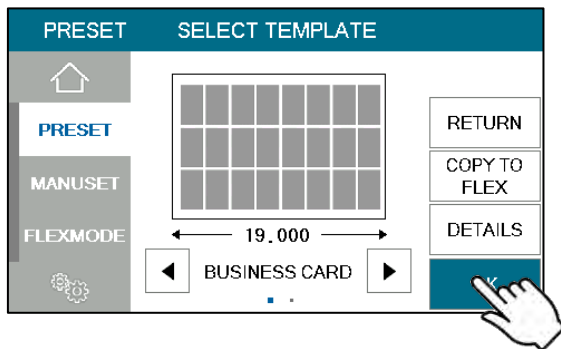 PRESET SELECT TEMPLATE
PRESET
MANUSET
FLEXMODE
19.000
BUSINESS CARD
RETURN
COPY TO
FLEX
DETAILS